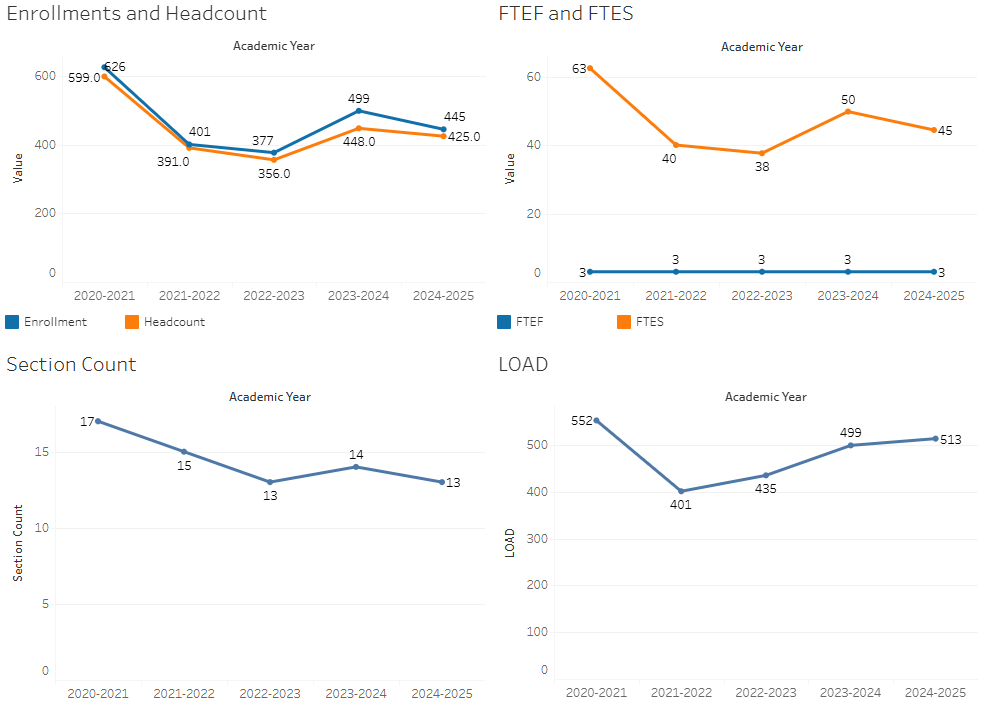 Enrollments and Headcount
Academic Year
Value
600
400
200
0
599.0
626
401
391.0
377
356.0
499
448.0
445
425.0
2020-2021 2021-2022 2022-2023 2023-2024 2024-2025
Enrollment Headcount
FTEF and FTES
Academic Year
Value
60
40
20
0
63
40
38
50
45
3 3 3 3 3
2020-2021 2021-2022 2022-2023 2023-2024 2024-2025
FTEF FTES
Section Count
Academic Year
Section Count
15
10
5
0
17
15
13
14
13
2020-2021 2021-2022 2022-2023 2023-2024 2024-2025
LOAD
Academic Year
LOAD
500
400
300
200
100
0
552
401
435
499
513
2020-2021 2021-2022 2022-2023 2023-2024 2024-2025